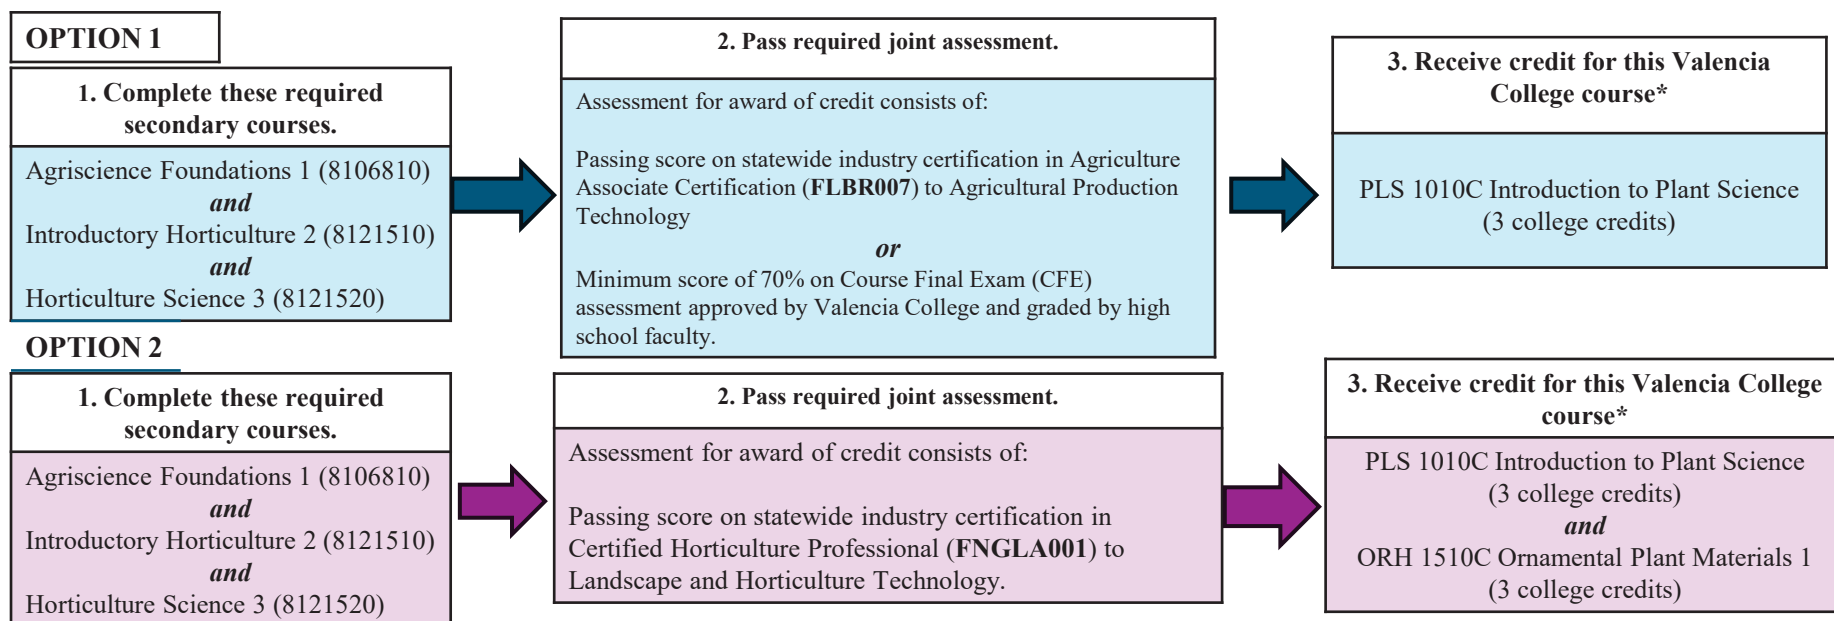 OPTION 1
1. Complete these required
secondary courses.
Agriscience Foundations 1 (8106810)
and
Introductory Horticulture 2 (8121510)
and
Horticulture Science 3 (8121520)
2. Pass required joint assessment.
Assessment for award of credit consists of:
Passing score on statewide industry certification in Agriculture
Associate Certification (FLBR007) to Agricultural Production
Technology
or
Minimum score of 70% on Course Final Exam (CFE)
assessment approved by Valencia College and graded by high
school faculty.
3. Receive credit for this Valencia
College course*
PLS 1010C Introduction to Plant Science
(3 college credits)
OPTION 2
1. Complete these required
secondary courses.
Agriscience Foundations 1 (8106810)
and
Introductory Horticulture 2 (8121510)
and
Horticulture Science 3 (8121520)
2. Pass required joint assessment.
Assessment for award of credit consists of:
Passing score on statewide industry certification in
Certified Horticulture Professional (FNGLA001) to
Landscape and Horticulture Technology.
3. Receive credit for this Valencia College
course*
PLS 1010C Introduction to Plant Science
(3 college credits)
and
ORH 1510C Ornamental Plant Materials 1
(3 college credits)